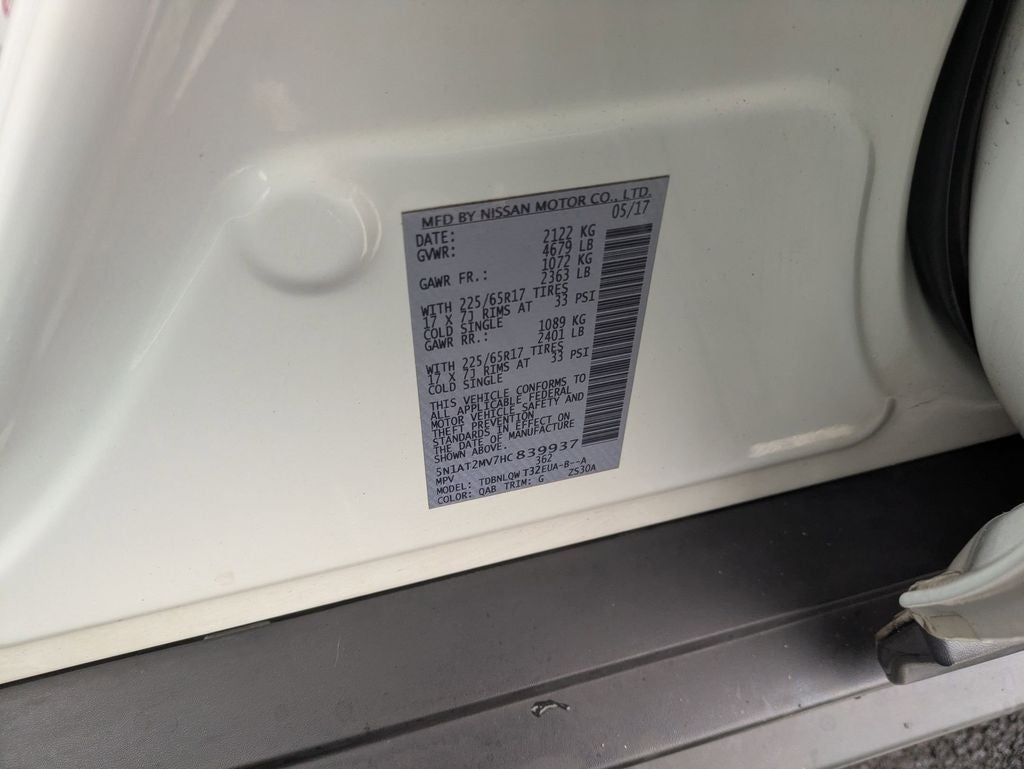 MFD BY NISSAN MOTOR CO., LTD.
DATE: 05/17
GVWR: 2122 KG
4679 LB
GAWR FR.: 1072 KG
2363 LB
WITH 225/65R17 TIRES
17 X 7J RIMS AT 33 PSI
COLD SINGLE
GAWR RR.: 1089 KG
2401 LB
WITH 225/65R17 TIRES
17 X 7J RIMS AT 33 PSI
COLD SINGLE
THIS VEHICLE CONFORMS TO
ALL APPLICABLE FEDERAL
MOTOR VEHICLE SAFETY AND
THEFT PREVENTION
STANDARDS IN EFFECT ON
THE DATE OF MANUFACTURE
SHOWN ABOVE.
5N1AT2MV7HC839937
MPV 362
MODEL: TDBNLQWT32EUA-B--A
COLOR: QAB TRIM: G ZS30A